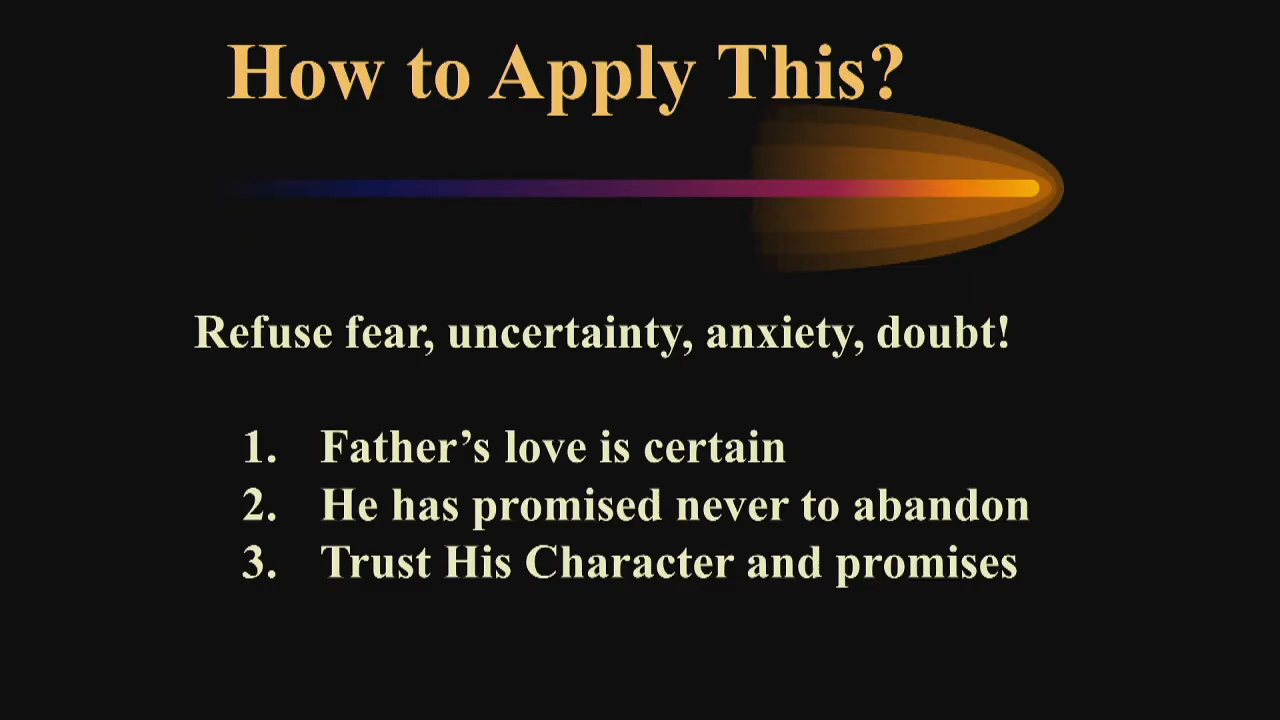 How to Apply This?
Refuse fear, uncertainty, anxiety, doubt!
1. Father’s love is certain
2. He has promised never to abandon
3. Trust His Character and promises